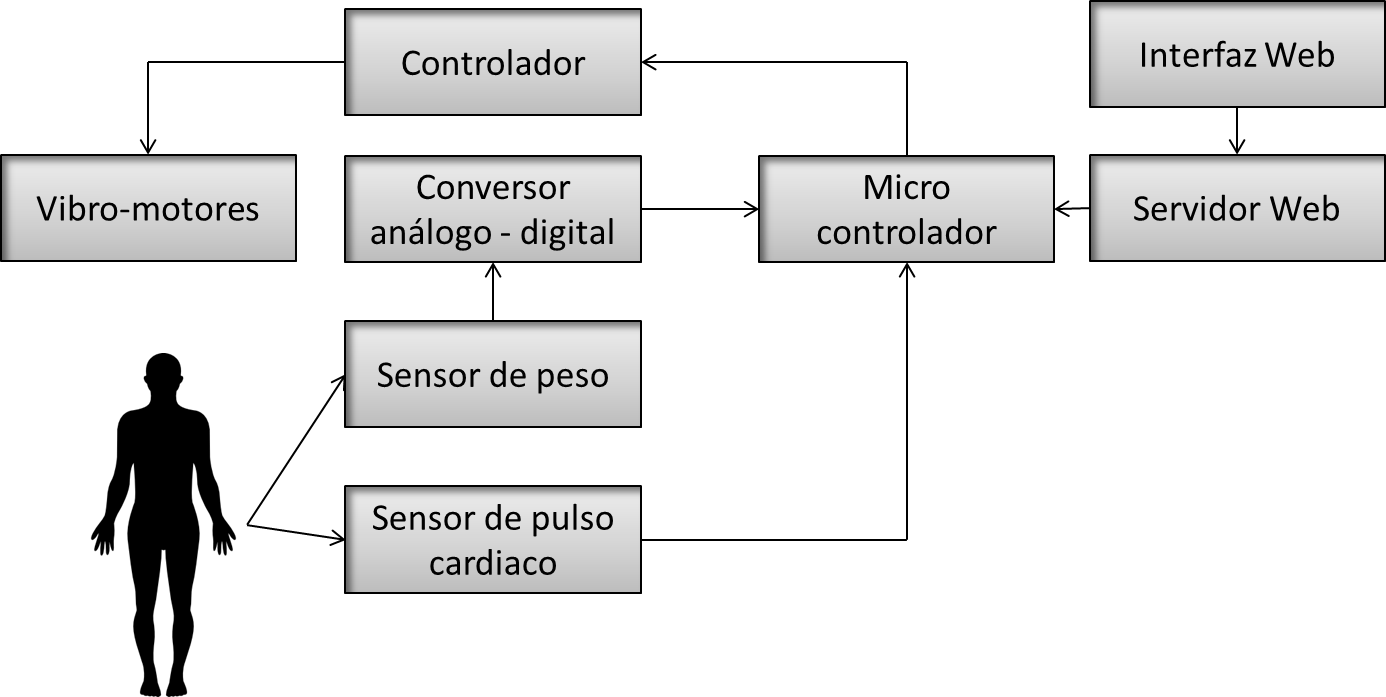 Controlador
Interfaz Web
Vibro-motores
Conversor
análogo - digital
Micro
controlador
Servidor Web
Sensor de peso
Sensor de pulso
cardiaco